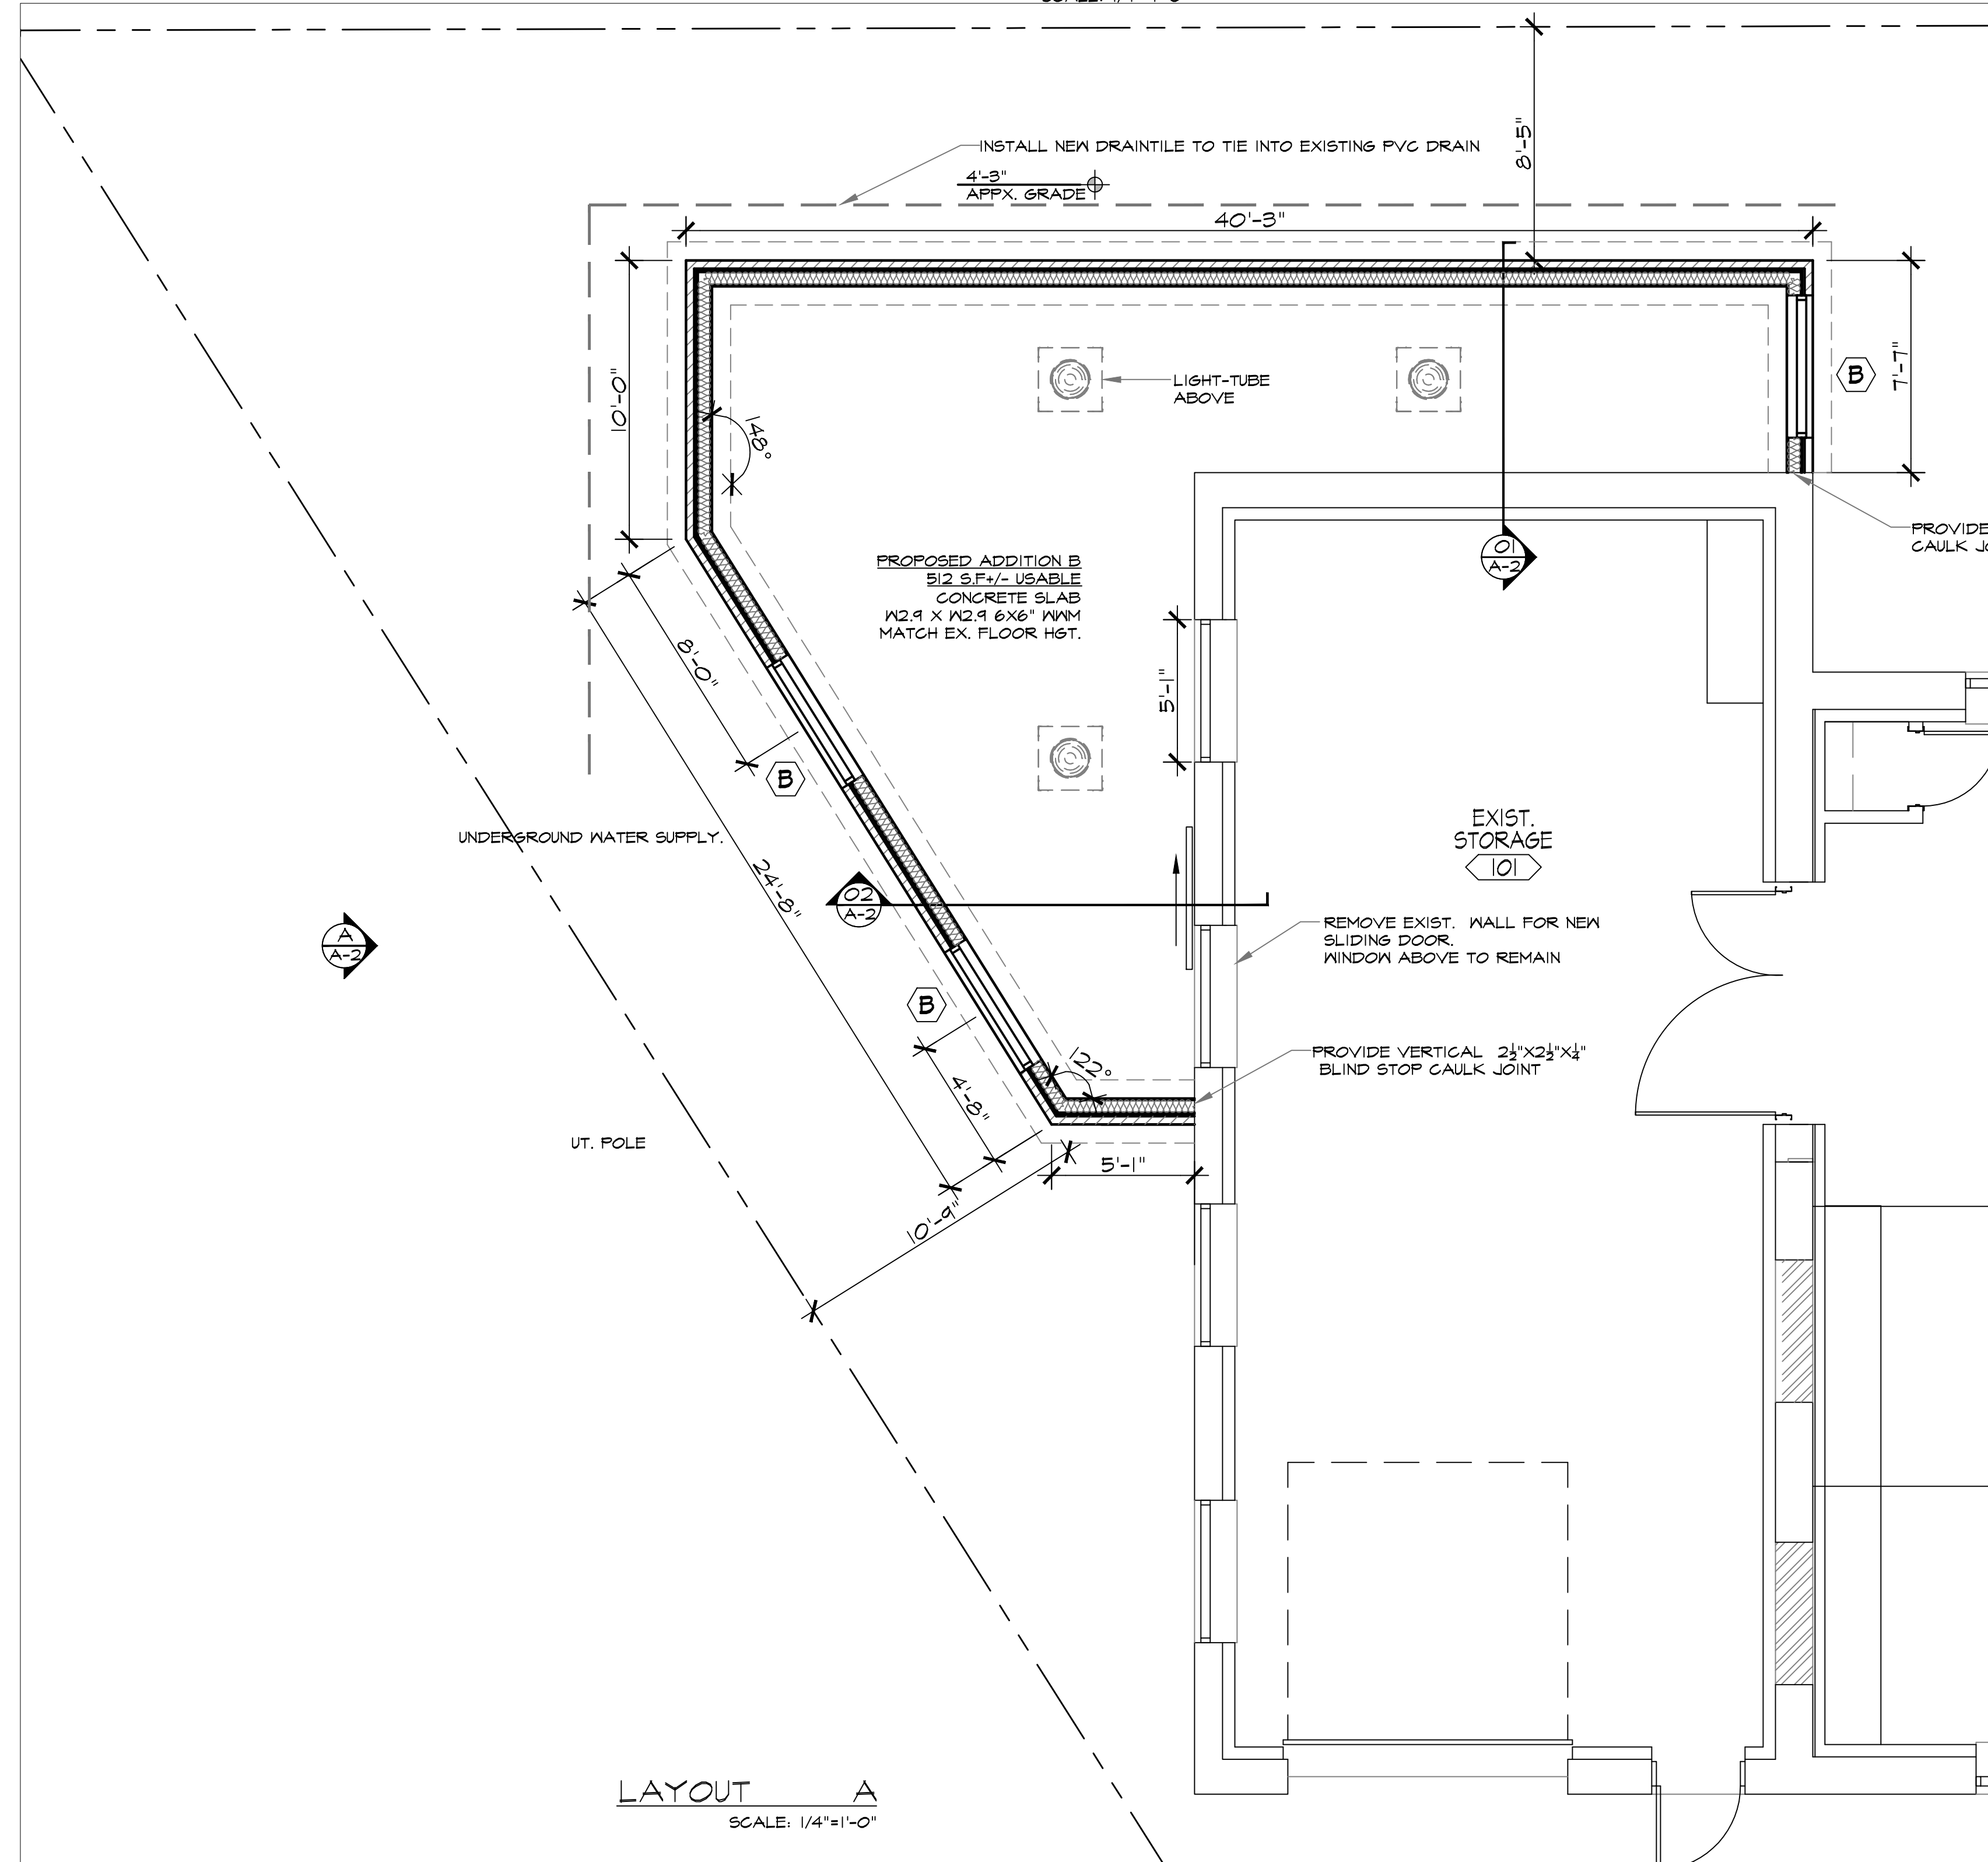 INSTALL NEW DRAINTILE TO TIE INTO EXISTING PVC DRAIN
8'-5"
4'-3"
APPX. GRADE
40'-3"
10'-0"
148°
LIGHT-TUBE
ABOVE
B
7'-7"
PROVIDE
CAULK
01
A-2
PROPOSED ADDITION B
512 S.F+/- USABLE
CONCRETE SLAB
W2.9 X W2.9 6X6" WWM
MATCH EX. FLOOR HGT.
8'-0"
5'-1"
B
UNDERGROUND WATER SUPPLY.
EXIST.
STORAGE
101
24'-8"
02
A-2
A
A-2
REMOVE EXIST. WALL FOR NEW
SLIDING DOOR.
WINDOW ABOVE TO REMAIN
B
122°
PROVIDE VERTICAL 2½"X2½"X¼"
BLIND STOP CAULK JOINT
4'-8"
UT. POLE
5'-1"
10'-9"
LAYOUT A
SCALE: 1/4"=1'-0"